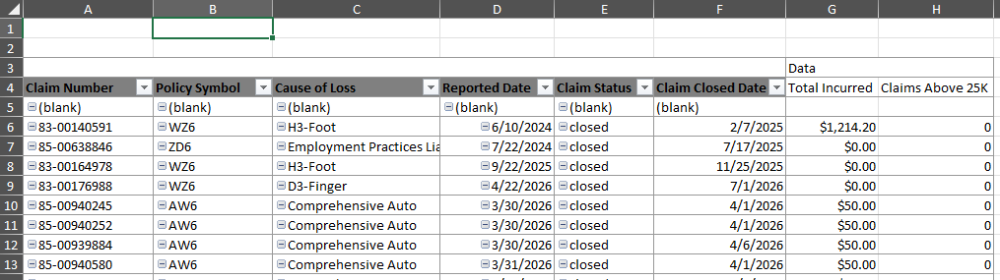 A B C D E F G H
1
2
3 Data
4 Claim Number Policy Symbol Cause of Loss Reported Date Claim Status Claim Closed Date Total Incurred Claims Above 25K
5 (blank) (blank) (blank) (blank) (blank) (blank)
6 83-00140591 WZ6 H3-Foot 6/10/2024 closed 2/7/2025 $1,214.20 0
7 85-00638846 ZD6 Employment Practices Lia 7/22/2024 closed 7/17/2025 $0.00 0
8 83-00164978 WZ6 H3-Foot 9/22/2025 closed 11/25/2025 $0.00 0
9 83-00176988 WZ6 D3-Finger 4/22/2026 closed 7/1/2026 $0.00 0
10 85-00940245 AW6 Comprehensive Auto 3/30/2026 closed 4/1/2026 $50.00 0
11 85-00940252 AW6 Comprehensive Auto 3/30/2026 closed 4/1/2026 $50.00 0
12 85-00939884 AW6 Comprehensive Auto 3/30/2026 closed 4/6/2026 $50.00 0
13 85-00940580 AW6 Comprehensive Auto 3/31/2026 closed 4/1/2026 $50.00 0